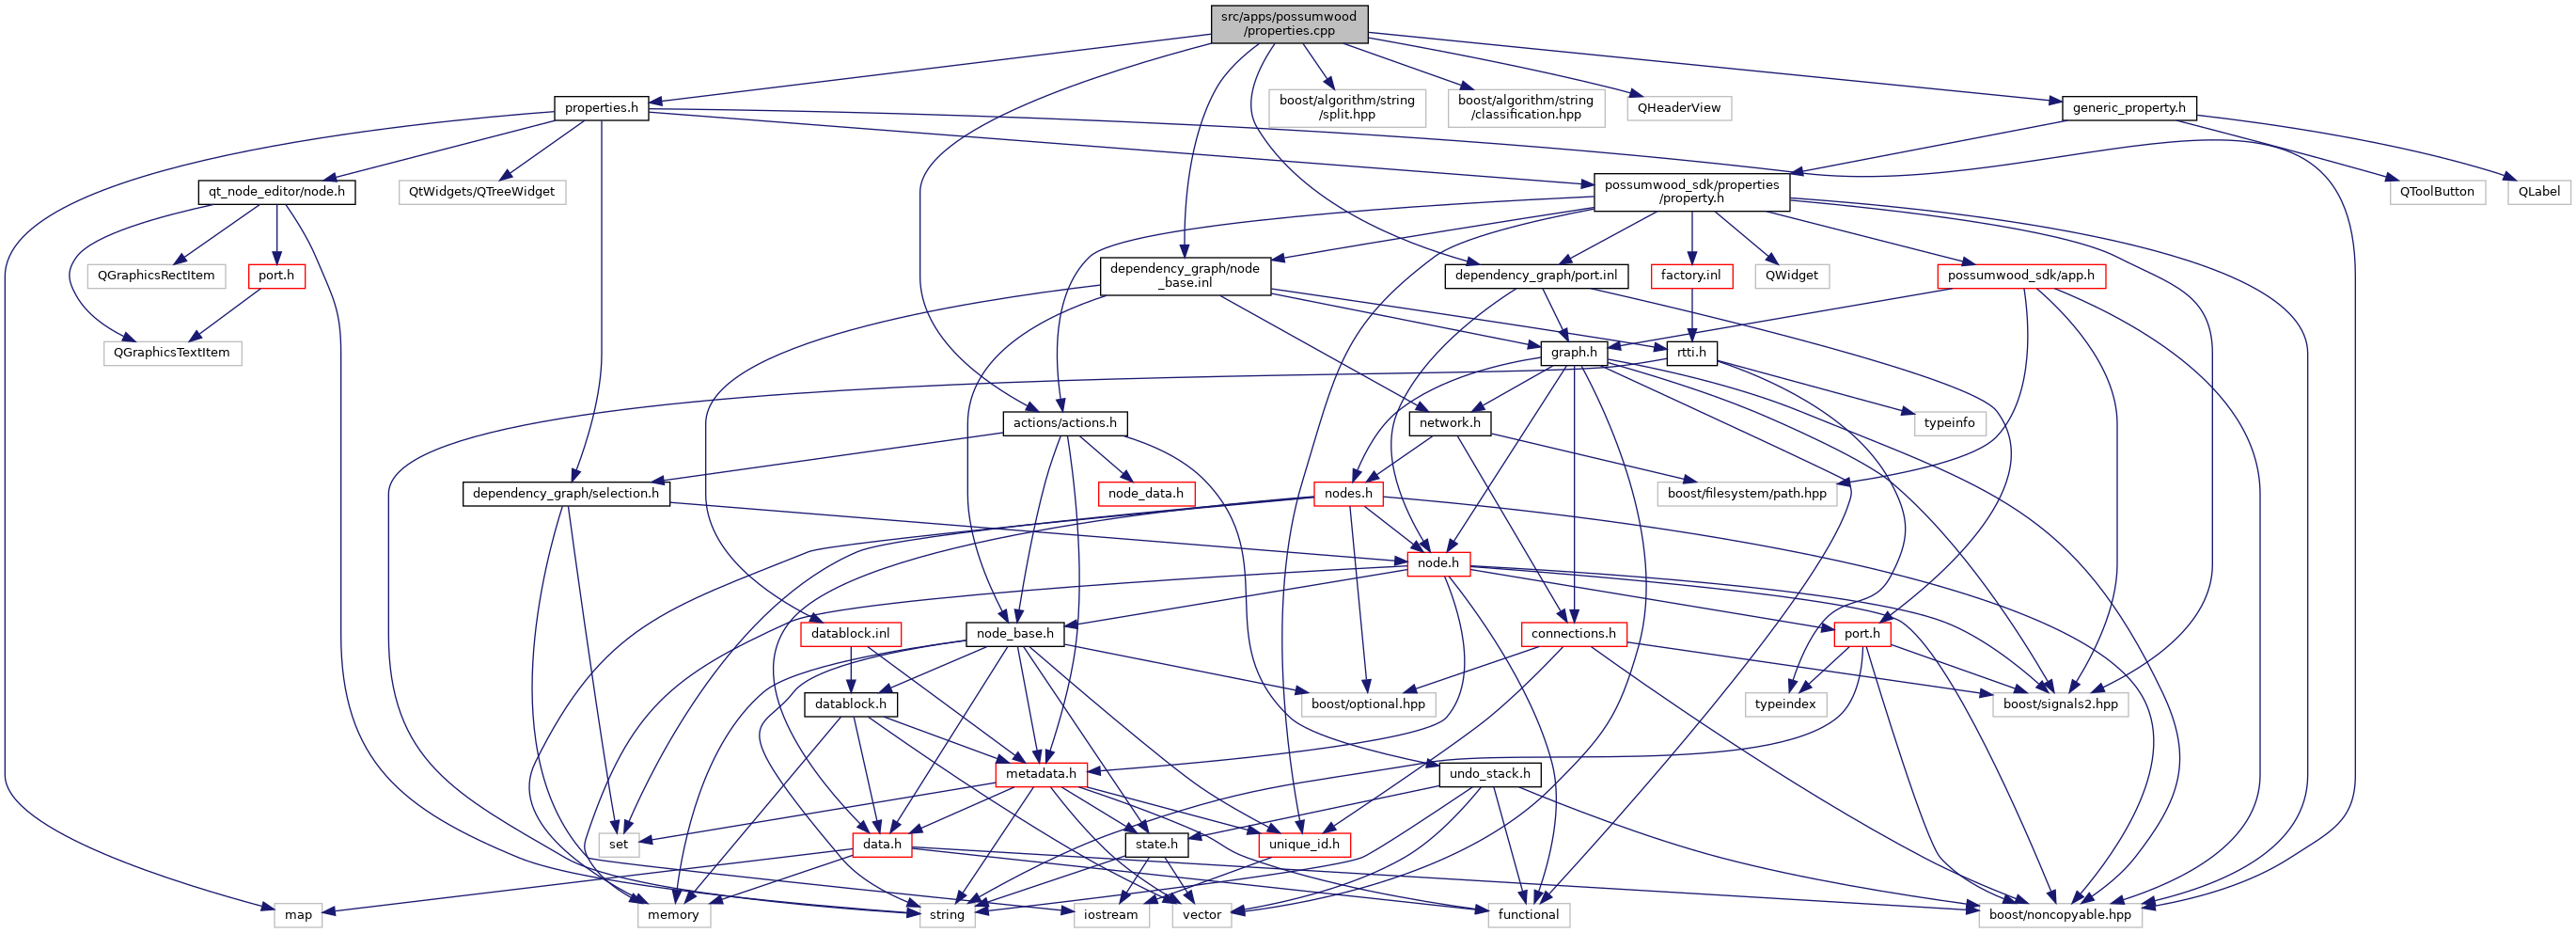 src/apps/possumwood
/properties.cpp
properties.h
boost/algorithm/string
/split.hpp
boost/algorithm/string
/classification.hpp
QHeaderView
generic_property.h
qt_node_editor/node.h
QtWidgets/QTreeWidget
possumwood_sdk/properties
/property.h
QToolButton
QLabel
QGraphicsRectItem
port.h
dependency_graph/node
_base.inl
dependency_graph/port.inl
factory.inl
QWidget
possumwood_sdk/app.h
QGraphicsTextItem
graph.h
rtti.h
actions/actions.h
network.h
typeinfo
dependency_graph/selection.h
node_data.h
nodes.h
boost/filesystem/path.hpp
node.h
datablock.inl
node_base.h
connections.h
port.h
datablock.h
boost/optional.hpp
typeindex
boost/signals2.hpp
metadata.h
undo_stack.h
set
data.h
state.h
unique_id.h
map
memory
string
iostream
vector
functional
boost/noncopyable.hpp